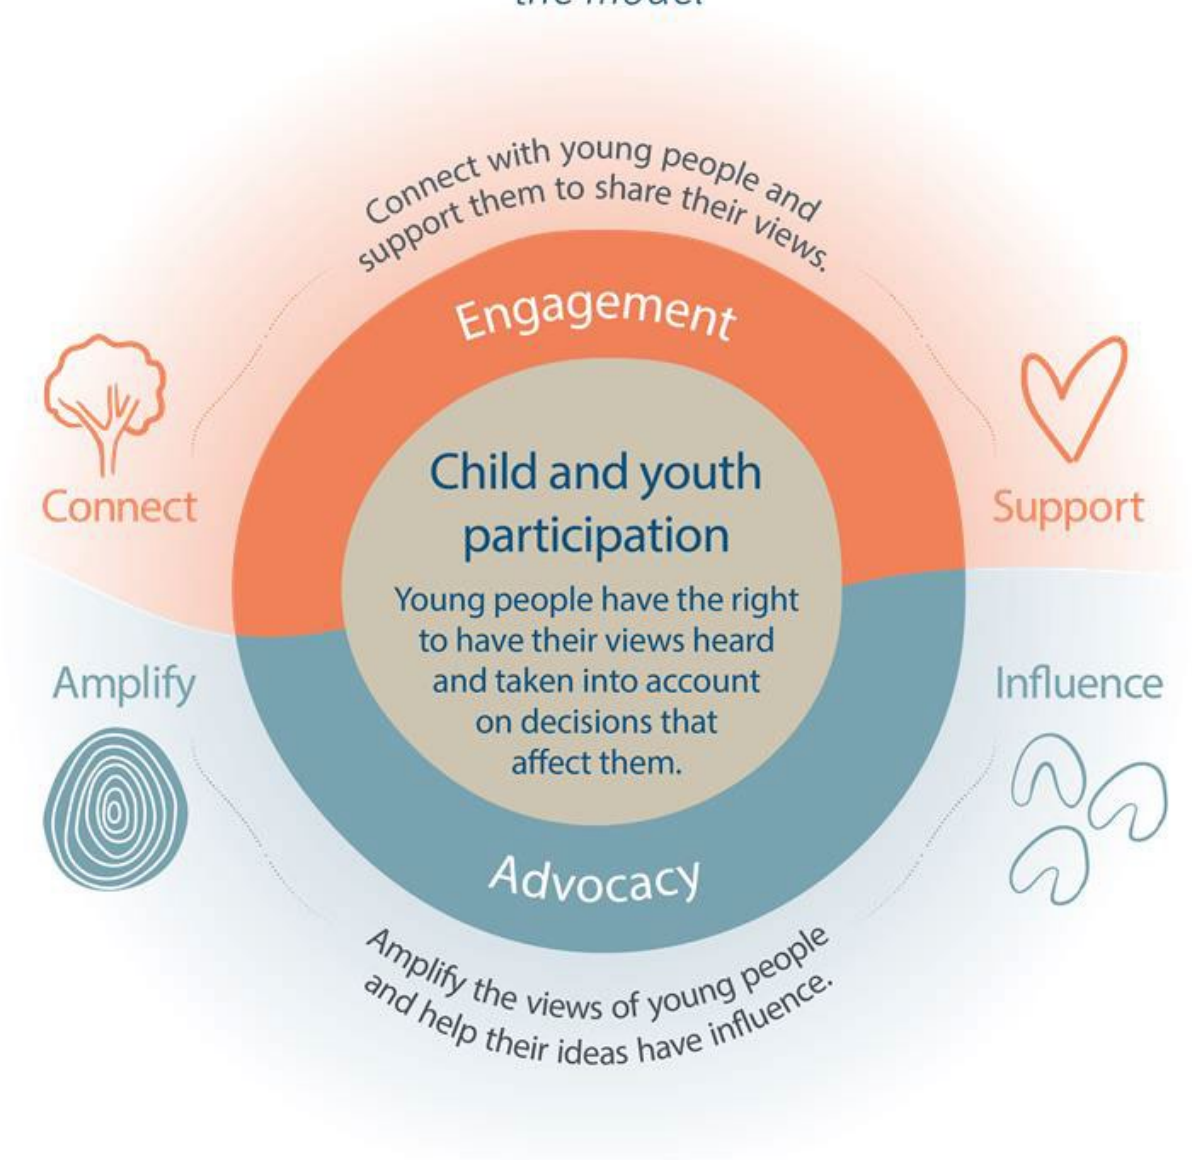 the model
Connect with young people and
support them to share their views.
Engagement
Connect
Support
Child and youth
participation
Young people have the right
to have their views heard
and taken into account
on decisions that
affect them.
Amplify
Influence
Advocacy
Amplify the views of young people
and help their ideas have influence.